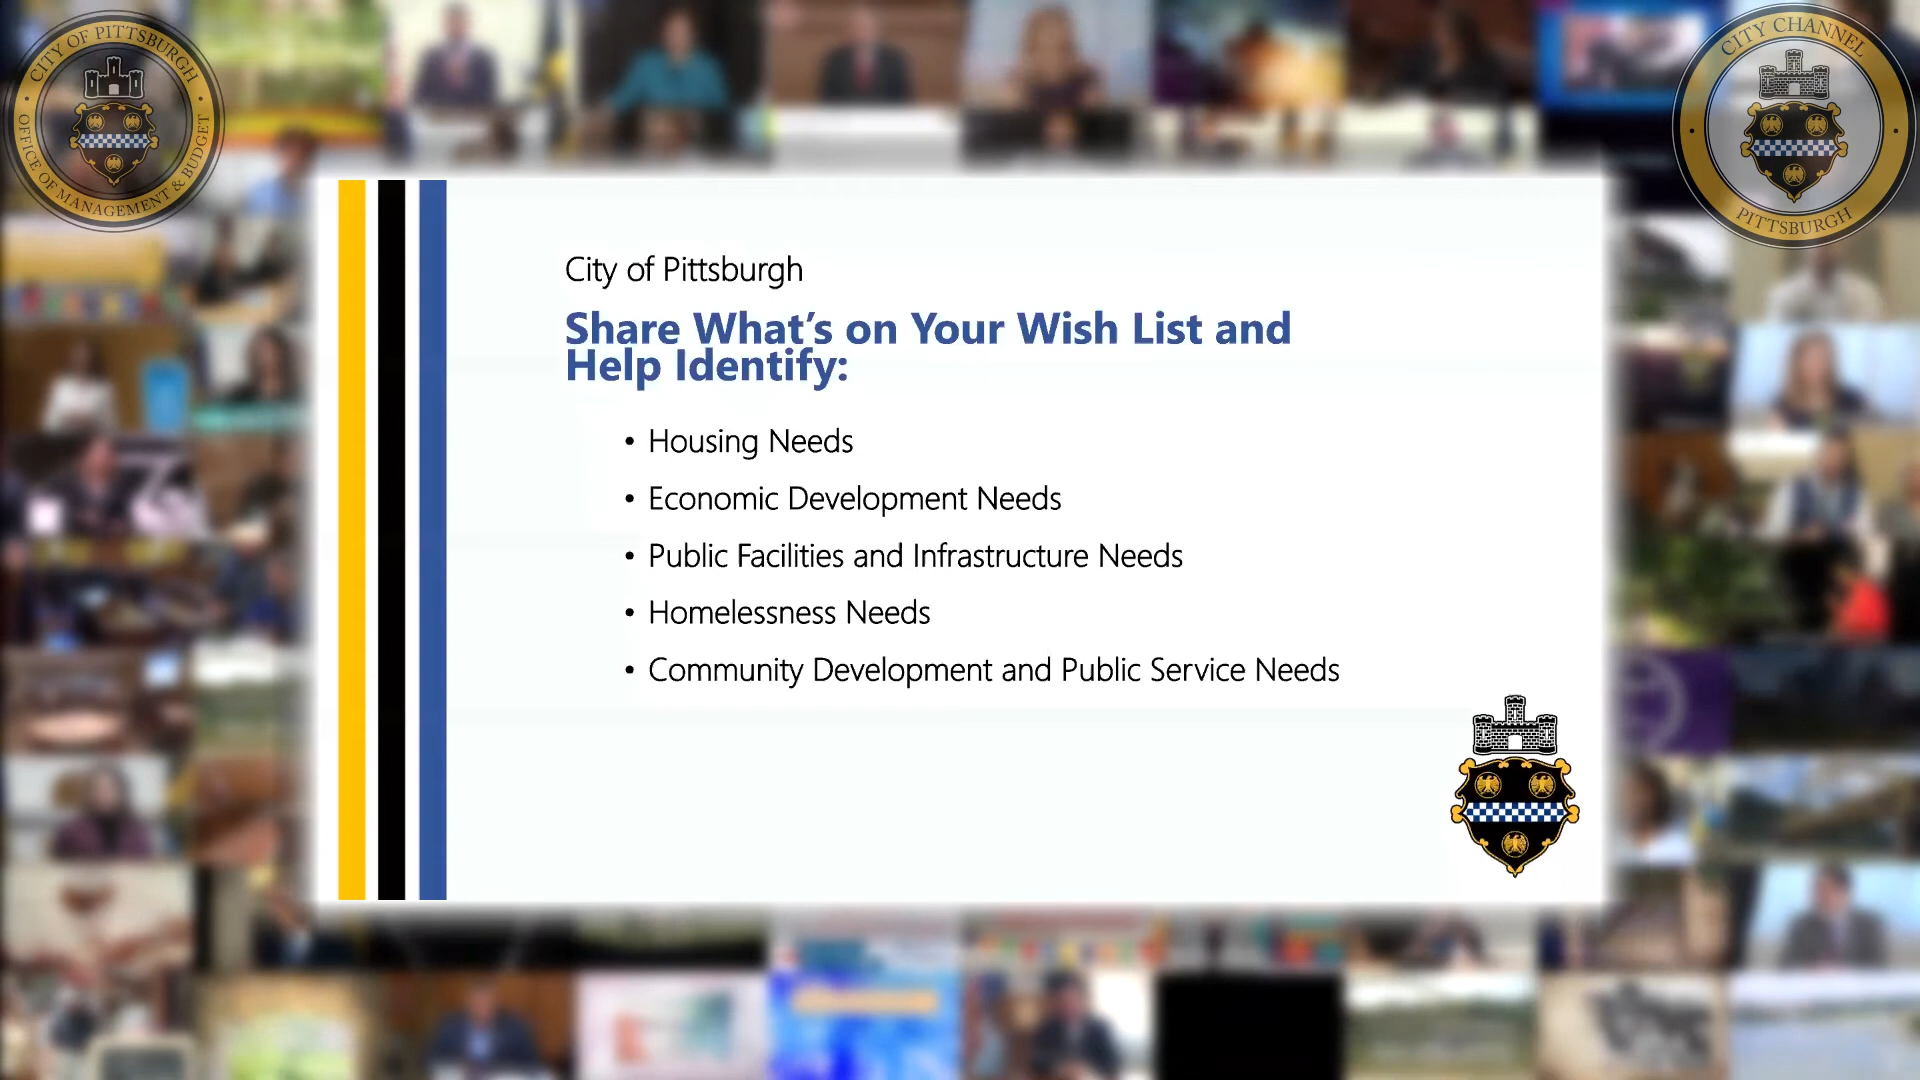 CITY OF PITTSBURGH
OFFICE OF MANAGEMENT & BUDGET
CITY CHANNEL
PITTSBURGH
City of Pittsburgh
Share What's on Your Wish List and
Help Identify:
• Housing Needs
• Economic Development Needs
• Public Facilities and Infrastructure Needs
• Homelessness Needs
• Community Development and Public Service Needs